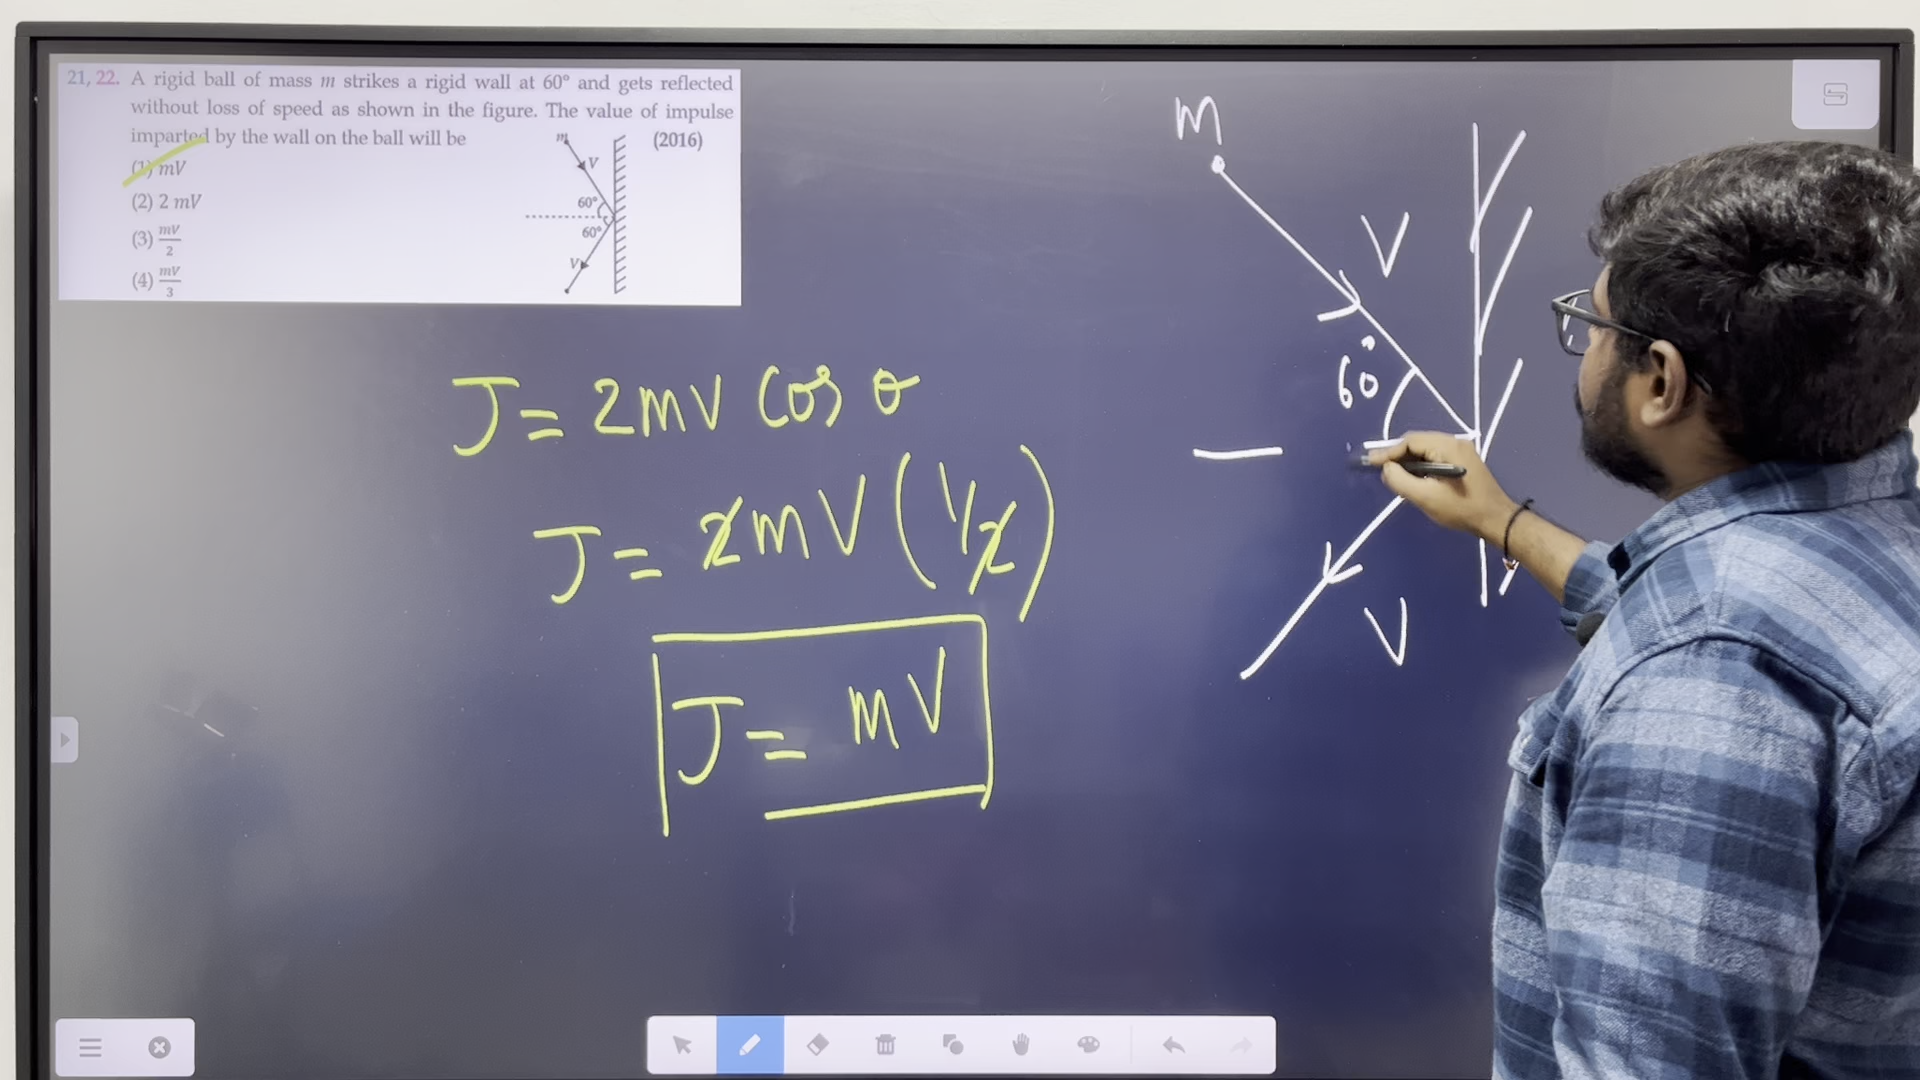 21, 22. A rigid ball of mass m strikes a rigid wall at 60° and gets reflected
without loss of speed as shown in the figure. The value of impulse
imparted by the wall on the ball will be
(2016)
(1) mV
(2) 2 mV
(3) mV/2
(4) mV/3
m
V
60°
60°
V
m
V
60°
V
J = 2mV Cos θ
J = 2mV (1/2)
J = mV